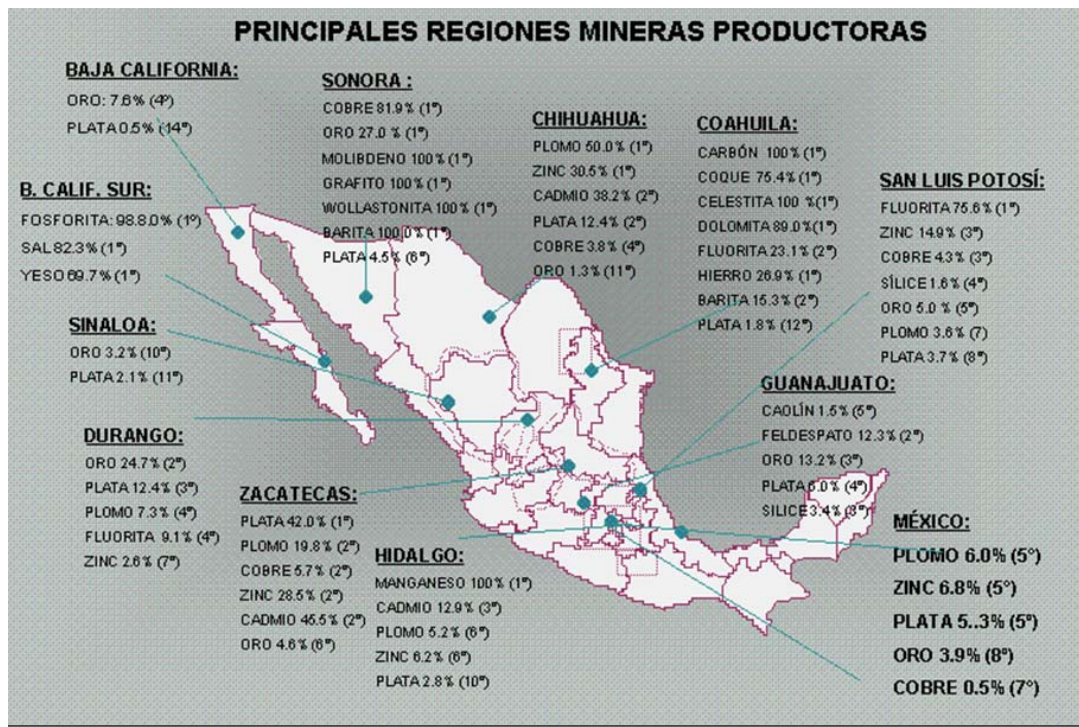 PRINCIPALES REGIONES MINERAS PRODUCTORAS
BAJA CALIFORNIA:
ORO: 7.6% (4º)
PLATA 0.5% (14º)
B. CALIF. SUR:
FOSFORITA: 98.8.0% (1º)
SAL 82.3% (1º)
YESO 69.7% (1º)
SINALOA:
ORO 3.2% (10º)
PLATA 2.1% (11º)
DURANGO:
ORO 24.7% (2º)
PLATA 12.4% (3º)
PLOMO 7.3% (4º)
FLUORITA 9.1% (4º)
ZINC 2.6% (7º)
SONORA :
COBRE 81.9% (1º)
ORO 27.0 % (1º)
MOLIBDENO 100 % (1º)
GRAFITO 100 % (1º)
WOLLASTONITA 100 % (1º)
BARITA 100.0 % (1º)
PLATA 4.5 % (6º)
ZACATECAS:
PLATA 42.0% (1º)
PLOMO 19.8% (2º)
COBRE 5.7% (2º)
ZINC 28.5% (2º)
CADMIO 45.5% (2º)
ORO 4.6% (6º)
HIDALGO:
MANGANESO 100% (1º)
CADMIO 12.9% (3º)
PLOMO 5.2% (6º)
ZINC 6.2% (6º)
PLATA 2.8% (10º)
CHIHUAHUA:
PLOMO 50.0% (1º)
ZINC 30.5% (1º)
CADMIO 38.2% (2º)
PLATA 12.4% (2º)
COBRE 3.8% (4º)
ORO 1.3% (11º)
COAHUILA:
CARBÓN 100% (1º)
COQUE 75.4% (1º)
CELESTITA 100 %(1º)
DOLOMITA 89.0%(1º)
FLUORITA 23.1% (2º)
HIERRO 26.9% (1º)
BARITA 15.3% (2º)
PLATA 1.8% (12º)
SAN LUIS POTOSÍ:
FLUORITA 75.6% (1º)
ZINC 14.9% (3º)
COBRE 4.3% (3º)
SÍLICE 1.6% (4º)
ORO 5.0 % (5º)
PLOMO 3.6% (7)
PLATA 3.7% (8º)
GUANAJUATO:
CAOLÍN 1.5% (5º)
FELDESPATO 12.3% (2º)
ORO 13.2% (3º)
PLATA 6.0% (4º)
SILICE 3.4% (3º)
MÉXICO:
PLOMO 6.0% (5°)
ZINC 6.8% (5°)
PLATA 5..3% (5°)
ORO 3.9% (8°)
COBRE 0.5% (7°)